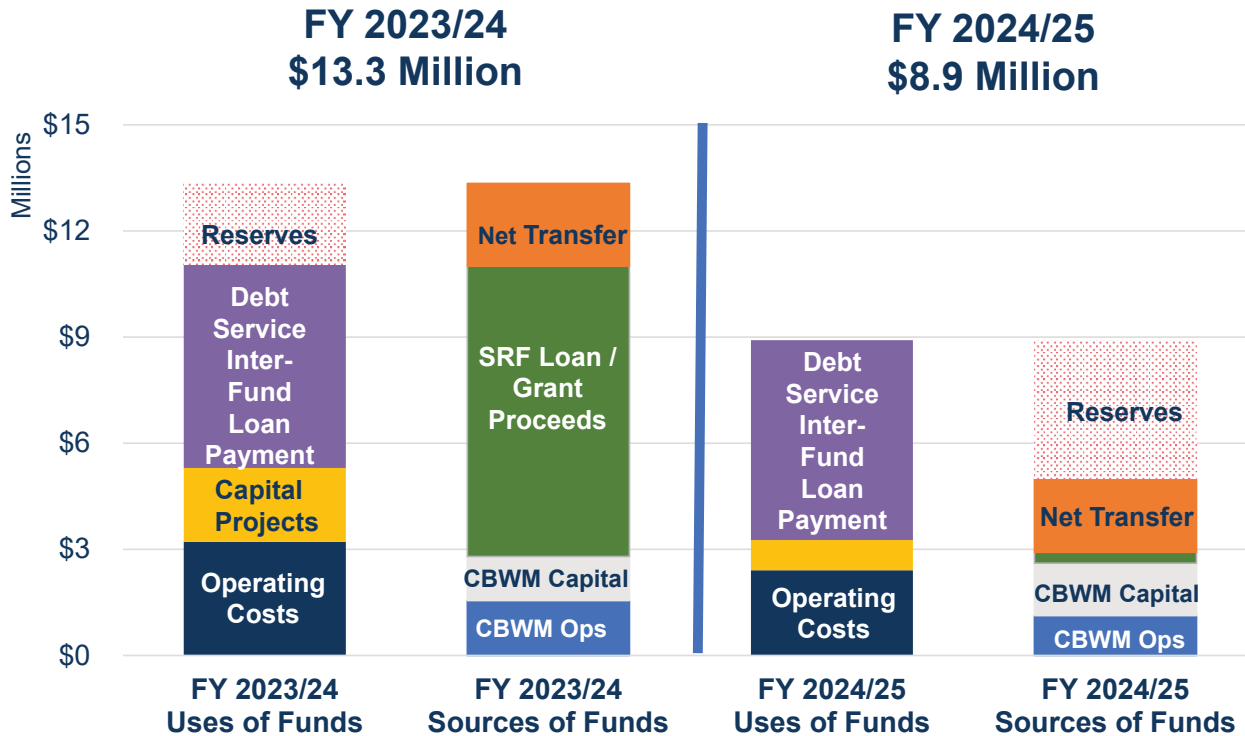 FY 2023/24
$13.3 Million
FY 2024/25
$8.9 Million
Millions
$15
$12
$9
$6
$3
$0
Reserves
Debt
Service
Inter-
Fund
Loan
Payment
Capital
Projects
Operating
Costs
Net Transfer
SRF Loan /
Grant
Proceeds
CBWM Capital
CBWM Ops
Debt
Service
Inter-
Fund
Loan
Payment
Operating
Costs
Reserves
Net Transfer
CBWM Capital
CBWM Ops
FY 2023/24
Uses of Funds
FY 2023/24
Sources of Funds
FY 2024/25
Uses of Funds
FY 2024/25
Sources of Funds